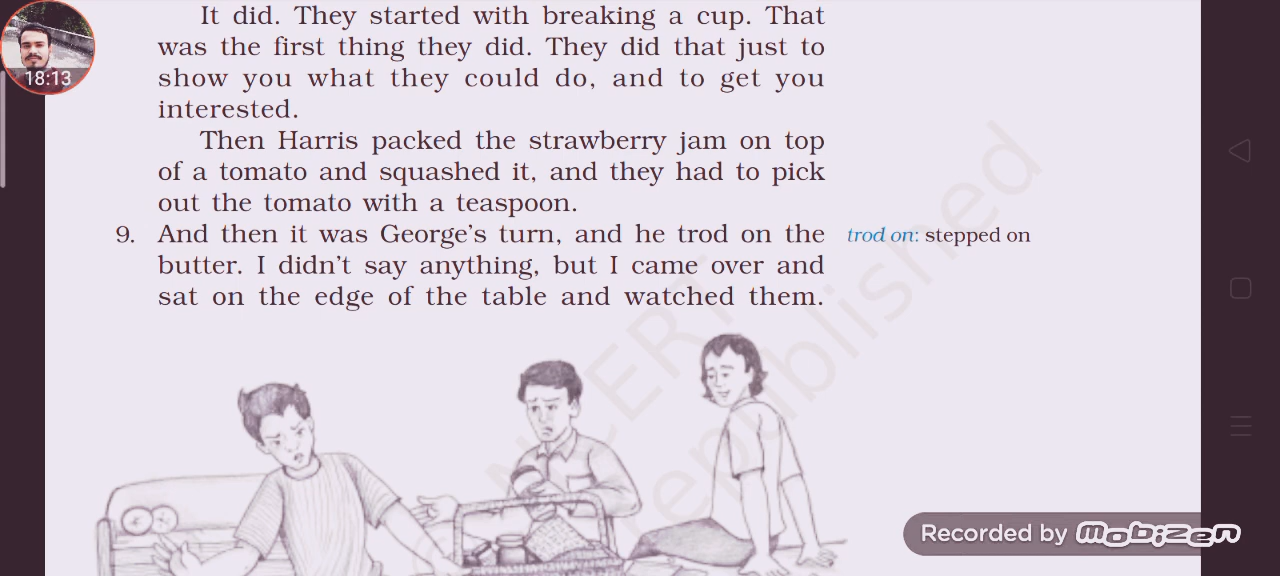 It did. They started with breaking a cup. That
was the first thing they did. They did that just to
18:13
show you what they could do, and to get you
interested.
Then Harris packed the strawberry jam on top
of a tomato and squashed it, and they had to pick
out the tomato with a teaspoon.
9. And then it was George's turn, and he trod on the
trod on: stepped on
butter. I didn't say anything, but I came over and
sat on the edge of the table and watched them.
NCERT
republished
Recorded by mobizen